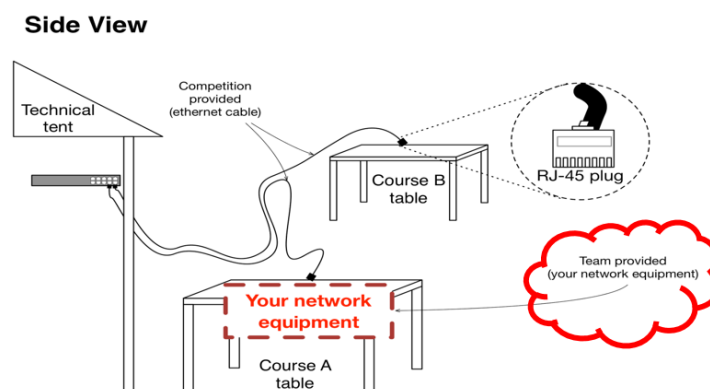 Side View
Technical
tent
Competition
provided
(ethernet cable)
Course B
table
RJ-45 plug
Team provided
(your network equipment)
Your network
equipment
Course A
table